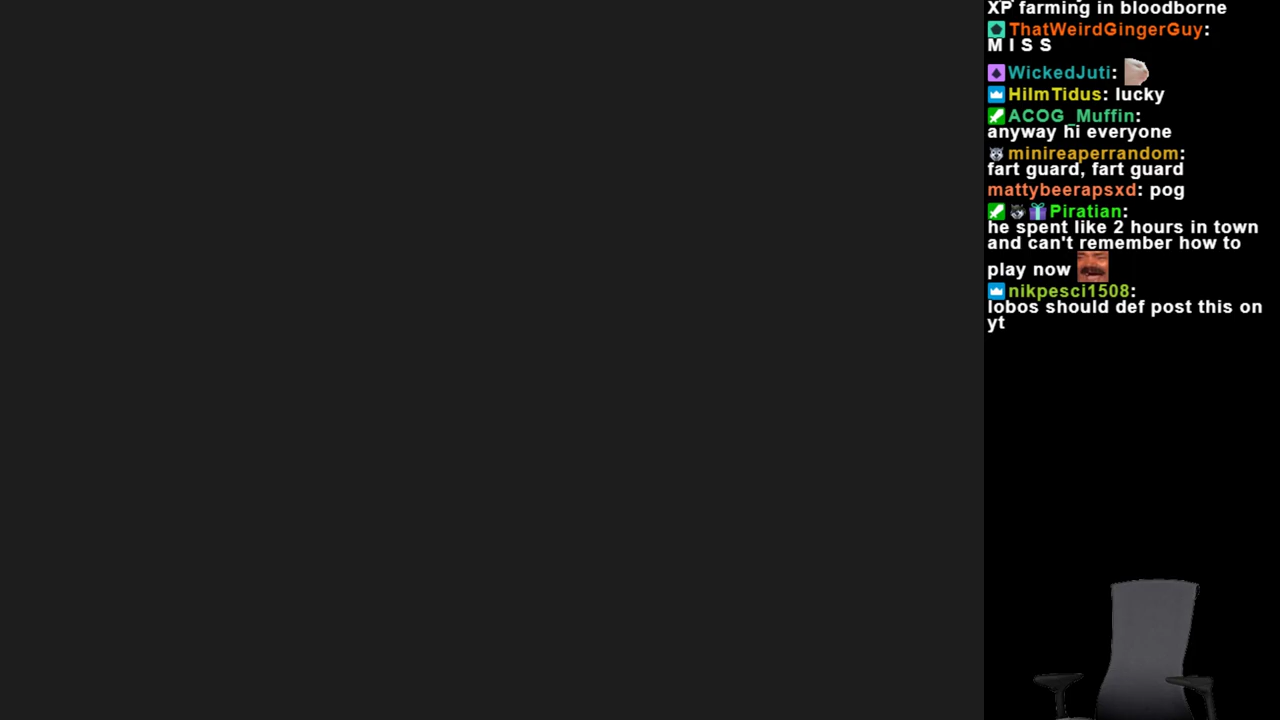 XP farming in bloodborne
ThatWeirdGingerGuy:
M I S S
WickedJuti:
HilmTidus: lucky
ACOG_Muffin:
anyway hi everyone
minireaperrandom:
fart guard, fart guard
mattybeerapsxd: pog
Piratian:
he spent like 2 hours in town
and can't remember how to
play now
nikpesci1508:
lobos should def post this on
yt